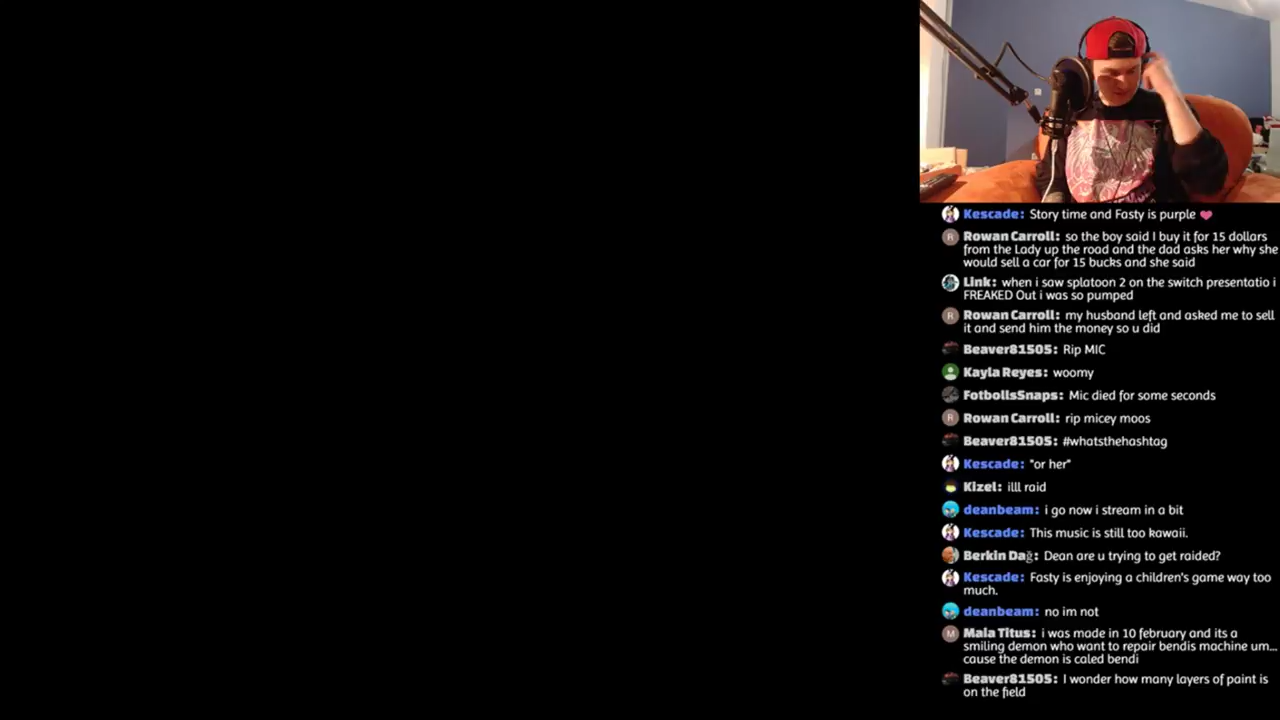 Kescade: Story time and Fasty is purple
R Rowan Carroll: so the boy said I buy it for 15 dollars
from the Lady up the road and the dad asks her why she
would sell a car for 15 bucks and she said
Link: when i saw splatoon 2 on the switch presentatio i
FREAKED Out i was so pumped
R Rowan Carroll: my husband left and asked me to sell
it and send him the money so u did
Beaver81505: Rip MIC
Kayla Reyes: woomy
FotbollsSnaps: Mic died for some seconds
R Rowan Carroll: rip micey moos
Beaver81505: #whatsthehashtag
Kescade: "or her"
Kizel: illl raid
deanbeam: i go now i stream in a bit
Kescade: This music is still too kawaii.
Berkin Dağ: Dean are u trying to get raided?
Kescade: Fasty is enjoying a children's game way too
much.
deanbeam: no im not
M Maia Titus: i was made in 10 february and its a
smiling demon who want to repair bendis machine um...
cause the demon is caled bendi
Beaver81505: I wonder how many layers of paint is
on the field